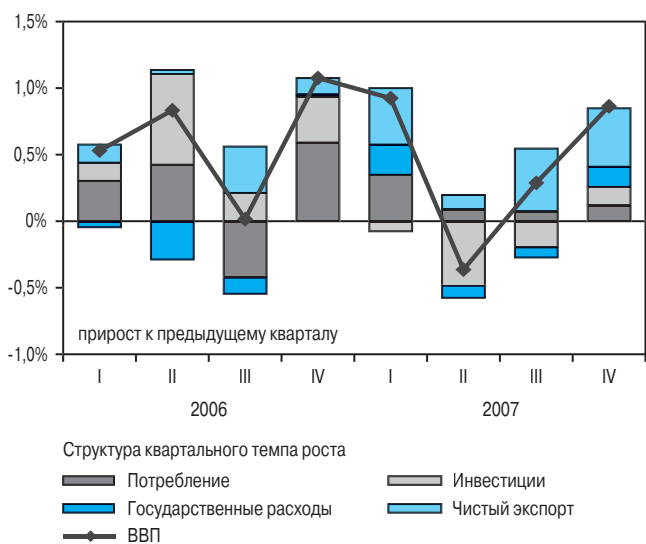 1,5%
1,0%
0,5%
0%
-0,5%
-1,0%
прирост к предыдущему кварталу
I II III IV I II III IV
2006 2007
Структура квартального темпа роста
Потребление
Инвестиции
Государственные расходы
Чистый экспорт
ВВП